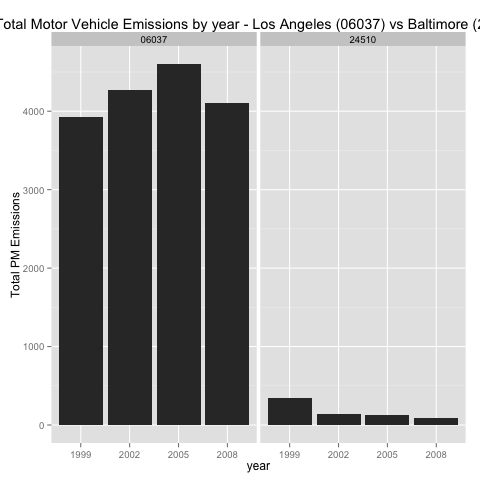 Total Motor Vehicle Emissions by year - Los Angeles (06037) vs Baltimore (2
06037 24510
Total PM Emissions
4000
3000
2000
1000
0
1999 2002 2005 2008 1999 2002 2005 2008
year